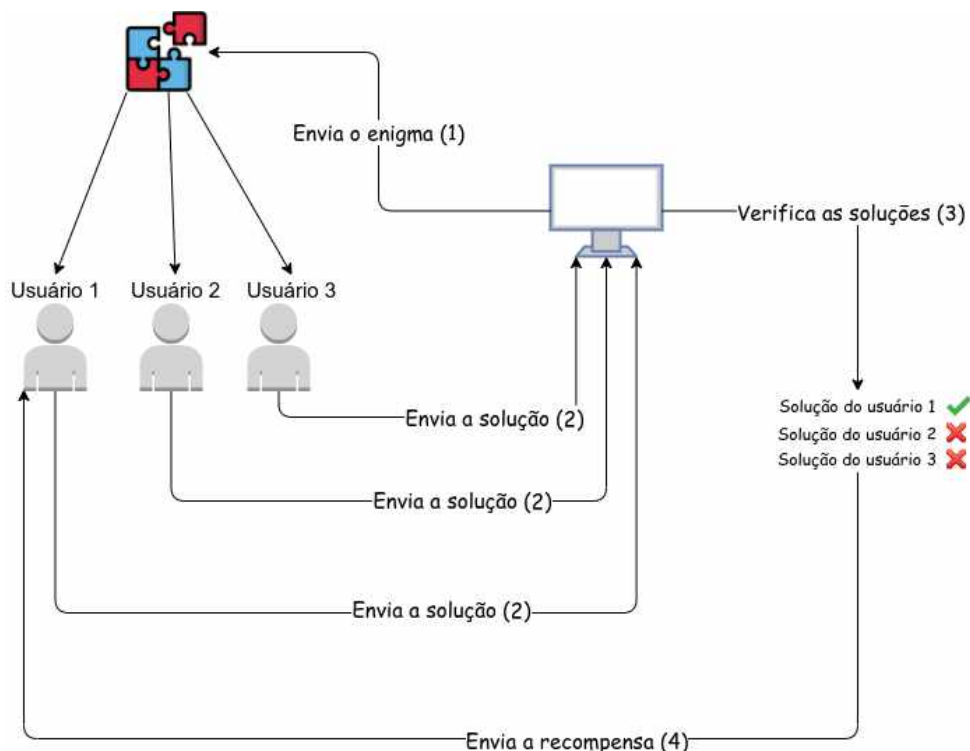 Envia o enigma (1)
Verifica as soluções (3)
Usuário 1
Usuário 2
Usuário 3
Envia a solução (2)
Solução do usuário 1
Solução do usuário 2
Solução do usuário 3
Envia a solução (2)
Envia a solução (2)
Envia a recompensa (4)